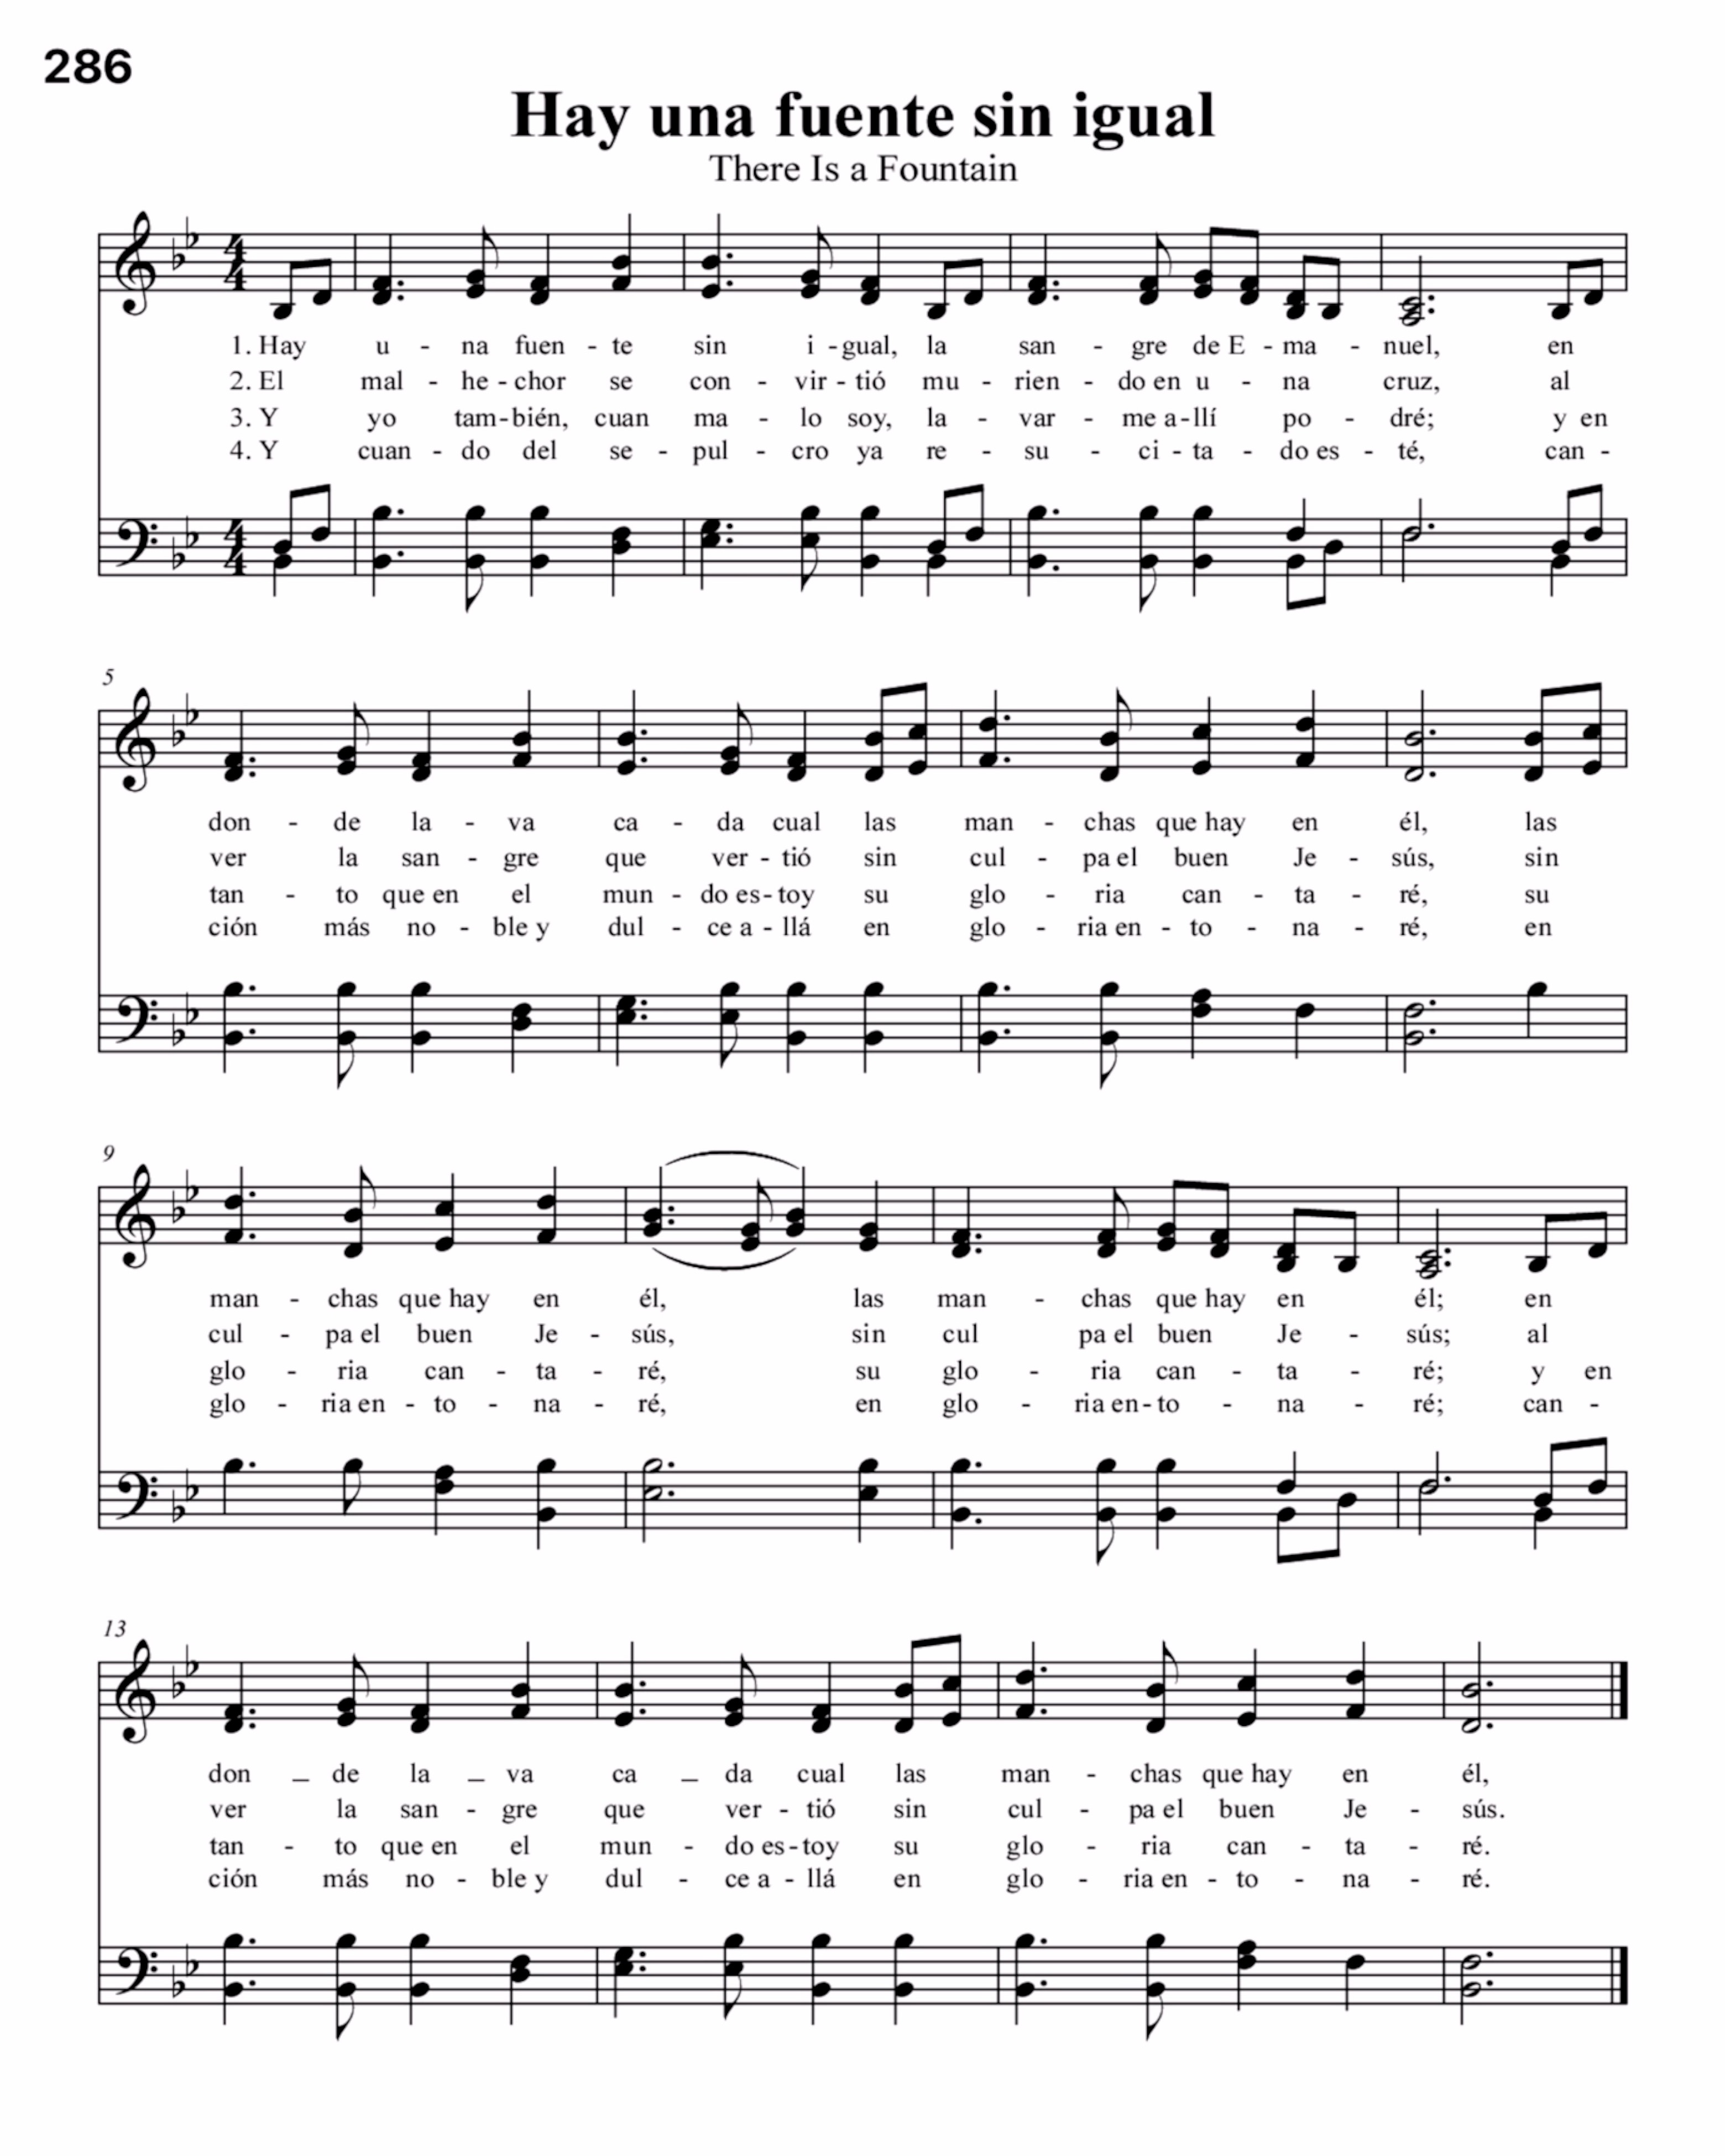 286
Hay una fuente sin igual
There Is a Fountain
4 4
1. Hay u - na fuen - te sin i - gual, la san - gre de E - ma - nuel, en
2. El mal - he - chor se con - vir - tió mu - rien - do en u - na cruz, al
3. Y yo tam - bién, cuan ma - lo soy, la - var - me a - llí po - dré; y en
4. Y cuan - do del se - pul - cro ya re - su - ci - ta - do es - té, can -
4 4
5
don - de la - va ca - da cual las man - chas que hay en él, las
ver la san - gre que ver - tió sin cul - pa el buen Je - sús, sin
tan - to que en el mun - do es - toy su glo - ria can - ta - ré, su
ción más no - ble y dul - ce a - llá en glo - ria en - to - na - ré, en
9
man - chas que hay en él, las man - chas que hay en él; en
cul - pa el buen Je - sús, sin cul pa el buen Je - sús; al
glo - ria can - ta - ré, su glo - ria can - ta - ré; y en
glo - ria en - to - na - ré, en glo - ria en - to - na - ré; can -
13
don – de la – va ca – da cual las man - chas que hay en él,
ver la san - gre que ver - tió sin cul - pa el buen Je - sús.
tan - to que en el mun - do es - toy su glo - ria can - ta - ré.
ción más no - ble y dul - ce a - llá en glo - ria en - to - na - ré.